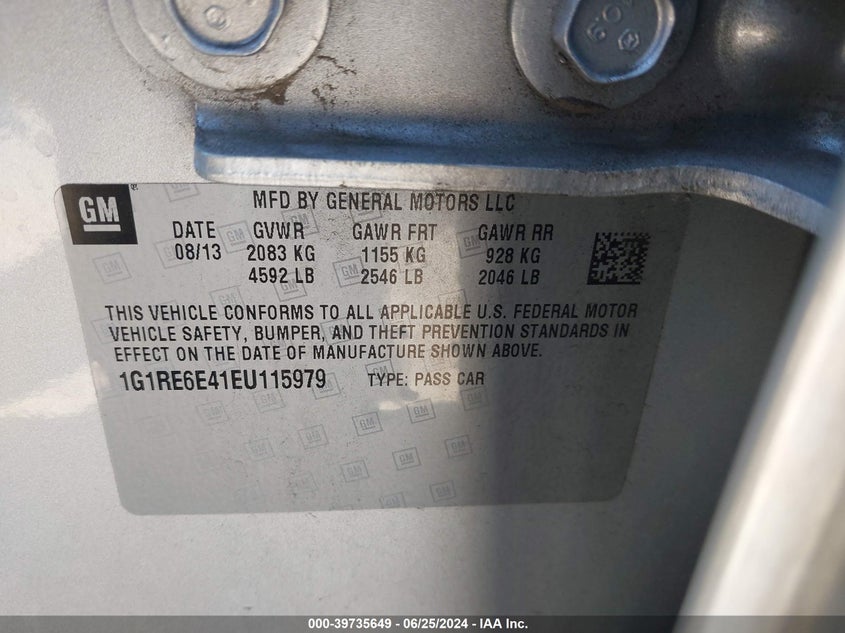 GM
MFD BY GENERAL MOTORS LLC
DATE GVWR GAWR FRT GAWR RR
08/13 2083 KG 1155 KG 928 KG
4592 LB 2546 LB 2046 LB
THIS VEHICLE CONFORMS TO ALL APPLICABLE U.S. FEDERAL MOTOR
VEHICLE SAFETY, BUMPER, AND THEFT PREVENTION STANDARDS IN
EFFECT ON THE DATE OF MANUFACTURE SHOWN ABOVE.
1G1RE6E41EU115979 TYPE: PASS CAR
000-39735649 - 06/25/2024 - IAA Inc.